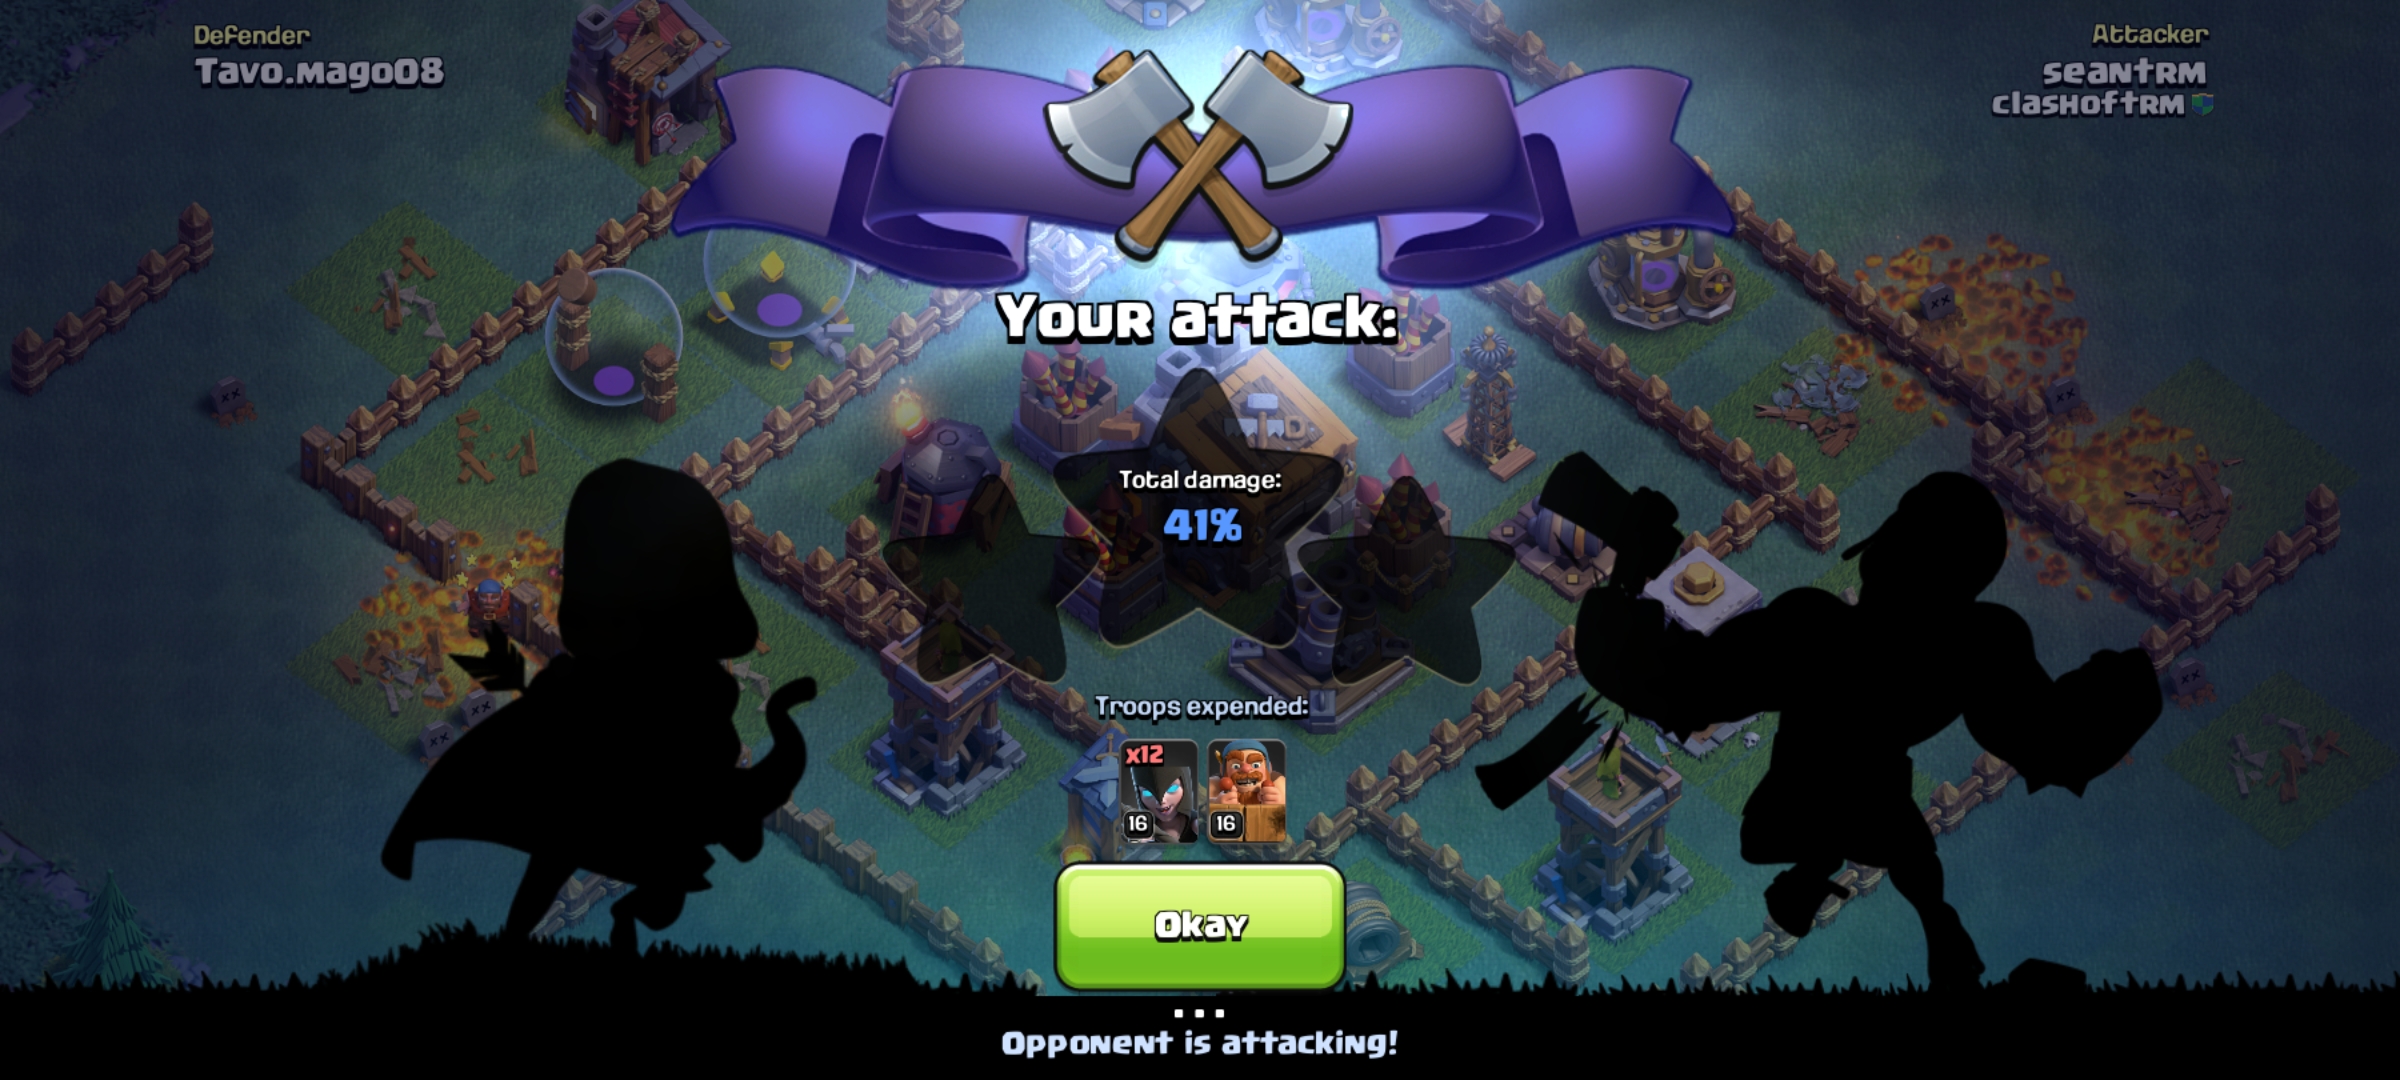 Defender
Tavo.mago08
Attacker
seantrm
clashoftrm
Your attack:
Total damage:
41%
Troops expended:
x12
16
16
Okay
...
Opponent is attacking!